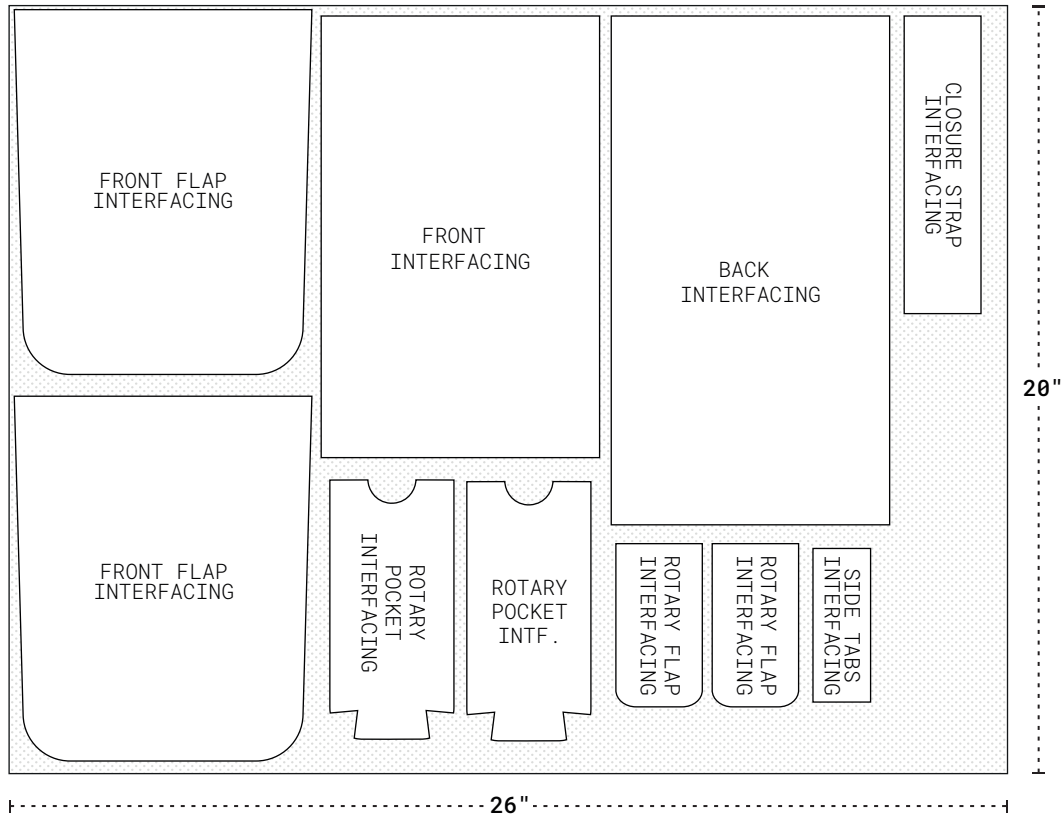 FRONT FLAP
INTERFACING
FRONT
INTERFACING
BACK
INTERFACING
CLOSURE STRAP
INTERFACING
20"
FRONT FLAP
INTERFACING
ROTARY
POCKET
INTERFACING
ROTARY
POCKET
INTF.
ROTARY FLAP
INTERFACING
ROTARY FLAP
INTERFACING
SIDE TABS
INTERFACING
26"